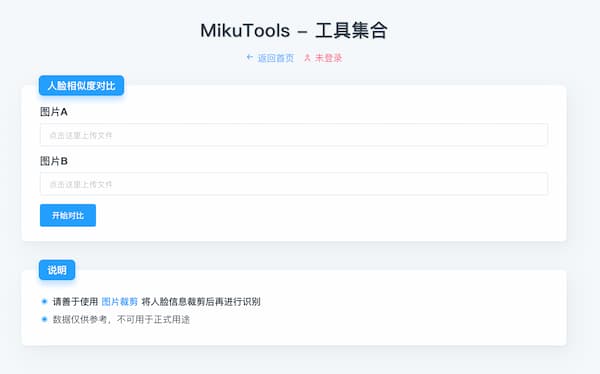 MikuTools - 工具集合
返回首页 未登录
人脸相似度对比
图片A
点击这里上传文件
图片B
点击这里上传文件
开始对比
说明
请善于使用 图片裁剪 将人脸信息裁剪后再进行识别
数据仅供参考，不可用于正式用途